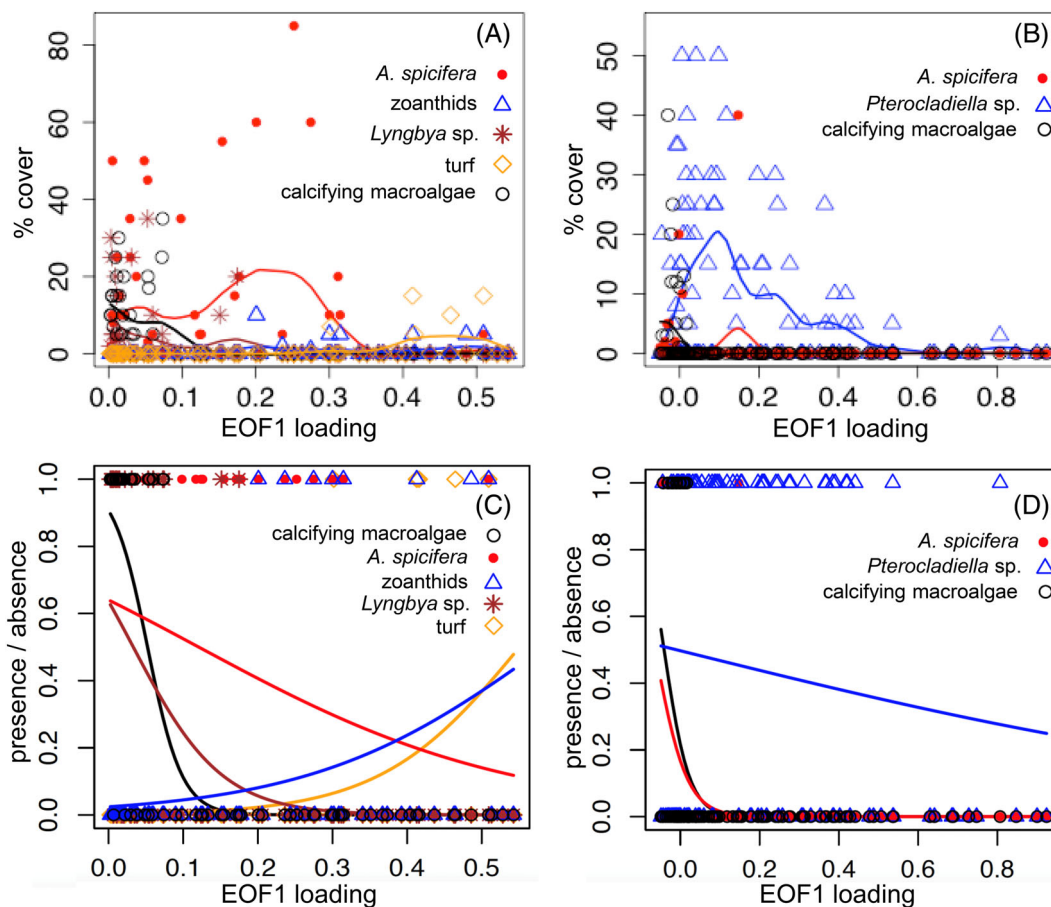 (A)
% cover
80
60
40
20
0
A. spicifera
zoanthids
Lyngbya sp.
turf
calcifying macroalgae
0.0 0.1 0.2 0.3 0.4 0.5
EOF1 loading
(B)
% cover
50
40
30
20
10
0
A. spicifera
Pterocladiella sp.
calcifying macroalgae
0.0 0.2 0.4 0.6 0.8
EOF1 loading
(C)
presence / absence
1.0
0.8
0.6
0.4
0.2
0.0
calcifying macroalgae
A. spicifera
zoanthids
Lyngbya sp.
turf
0.0 0.1 0.2 0.3 0.4 0.5
EOF1 loading
(D)
presence / absence
1.0
0.8
0.6
0.4
0.2
0.0
A. spicifera
Pterocladiella sp.
calcifying macroalgae
0.0 0.2 0.4 0.6 0.8
EOF1 loading